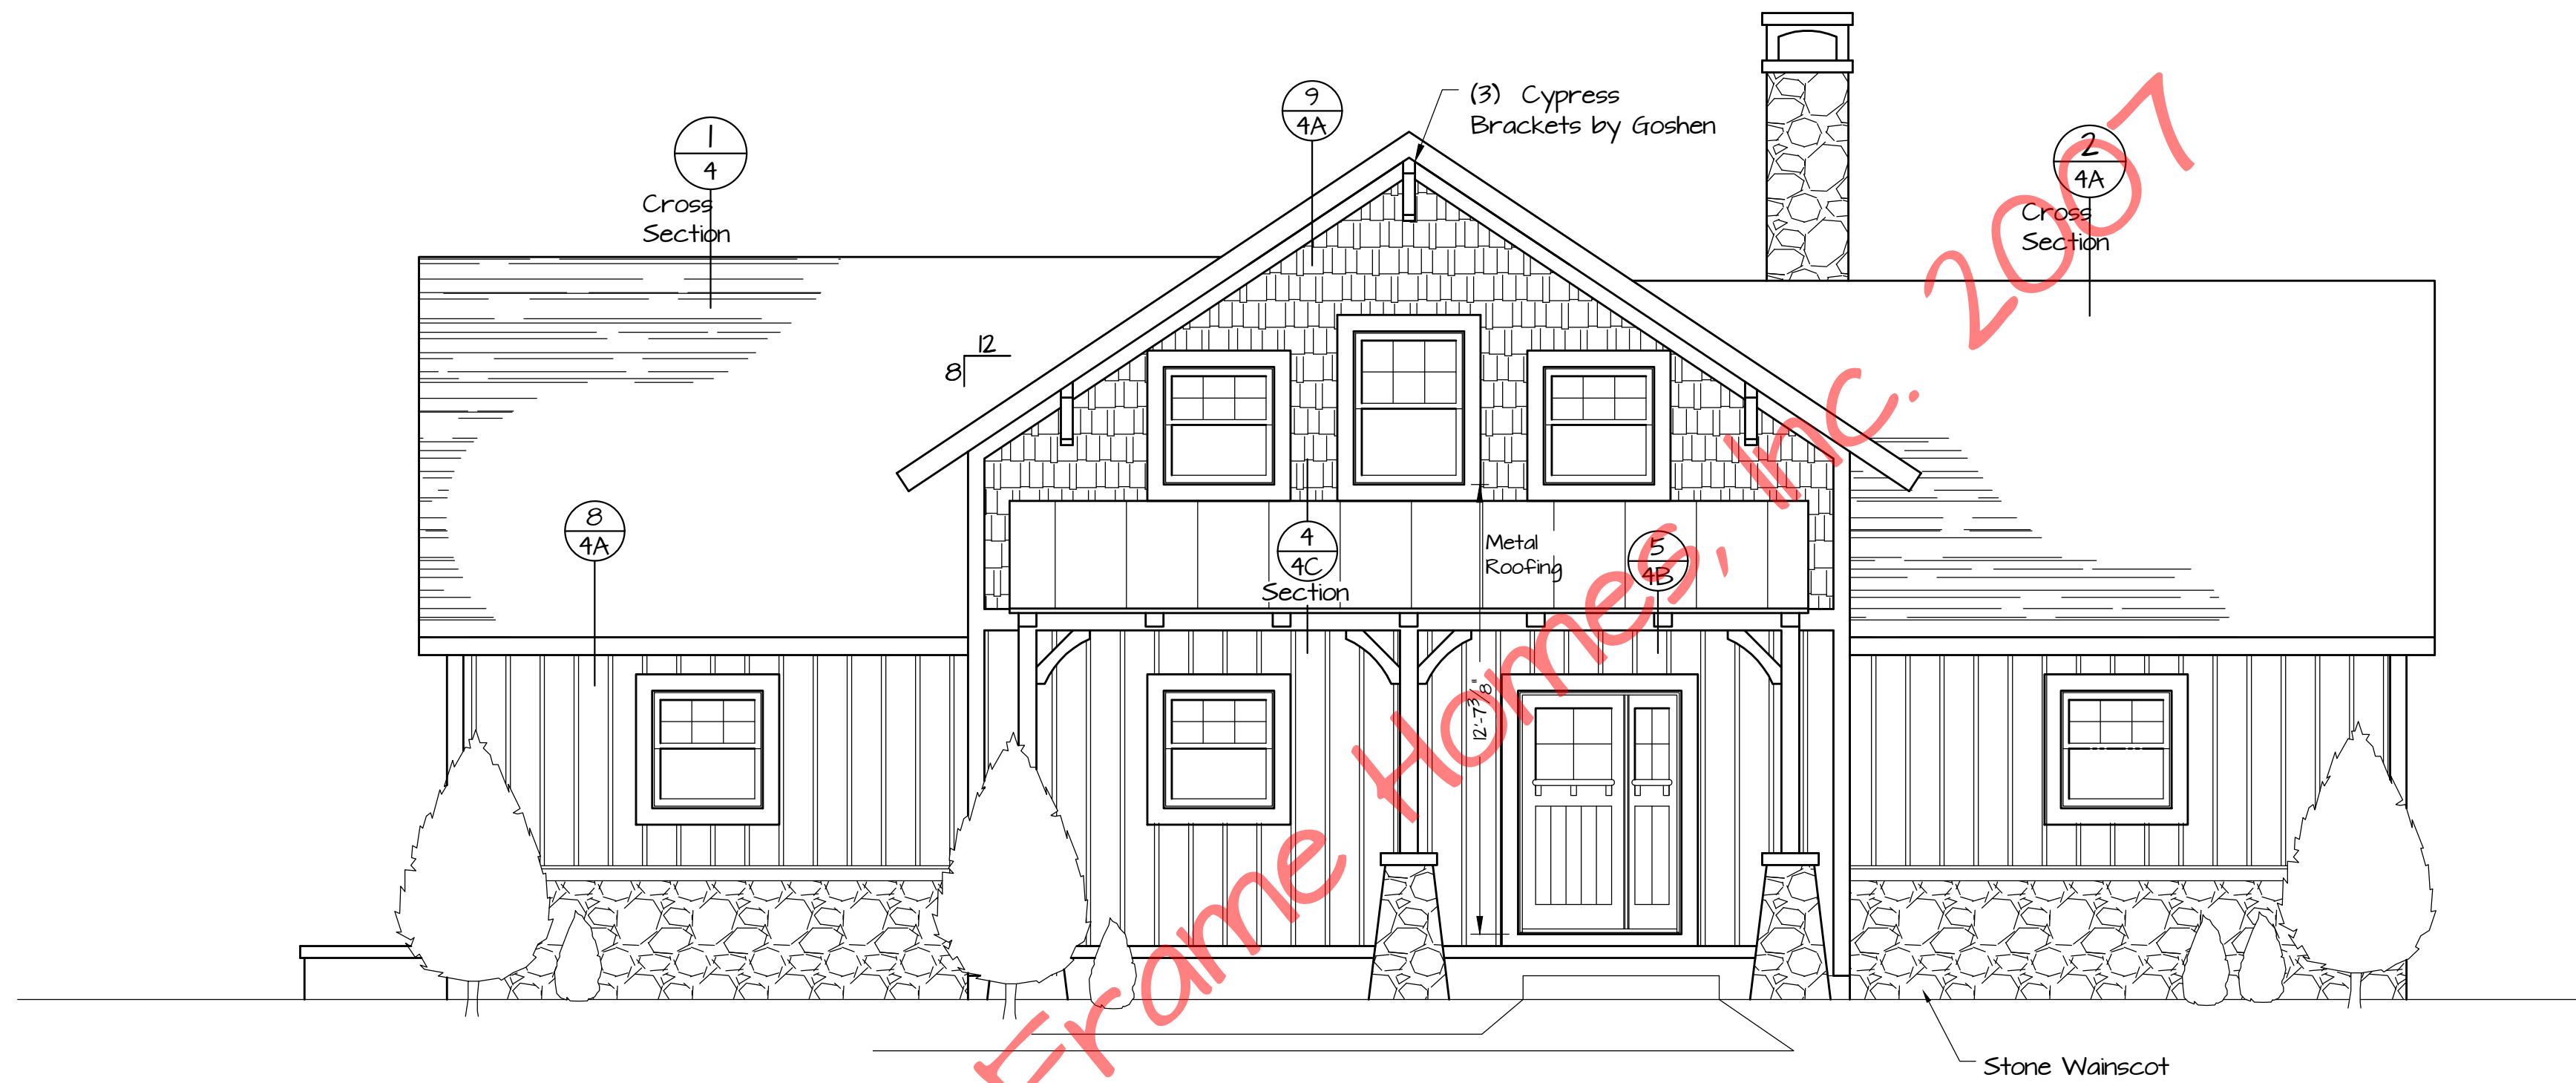 (3) Cypress
Brackets by Goshen
9
4A
1
4
Cross
Section
2
4A
Cross
Section
12
8
8
4A
4
4C
Section
Metal
Roofing
5
4B
12'-7 3/8"
Frame Homes, Inc. 2007
Stone Wainscot